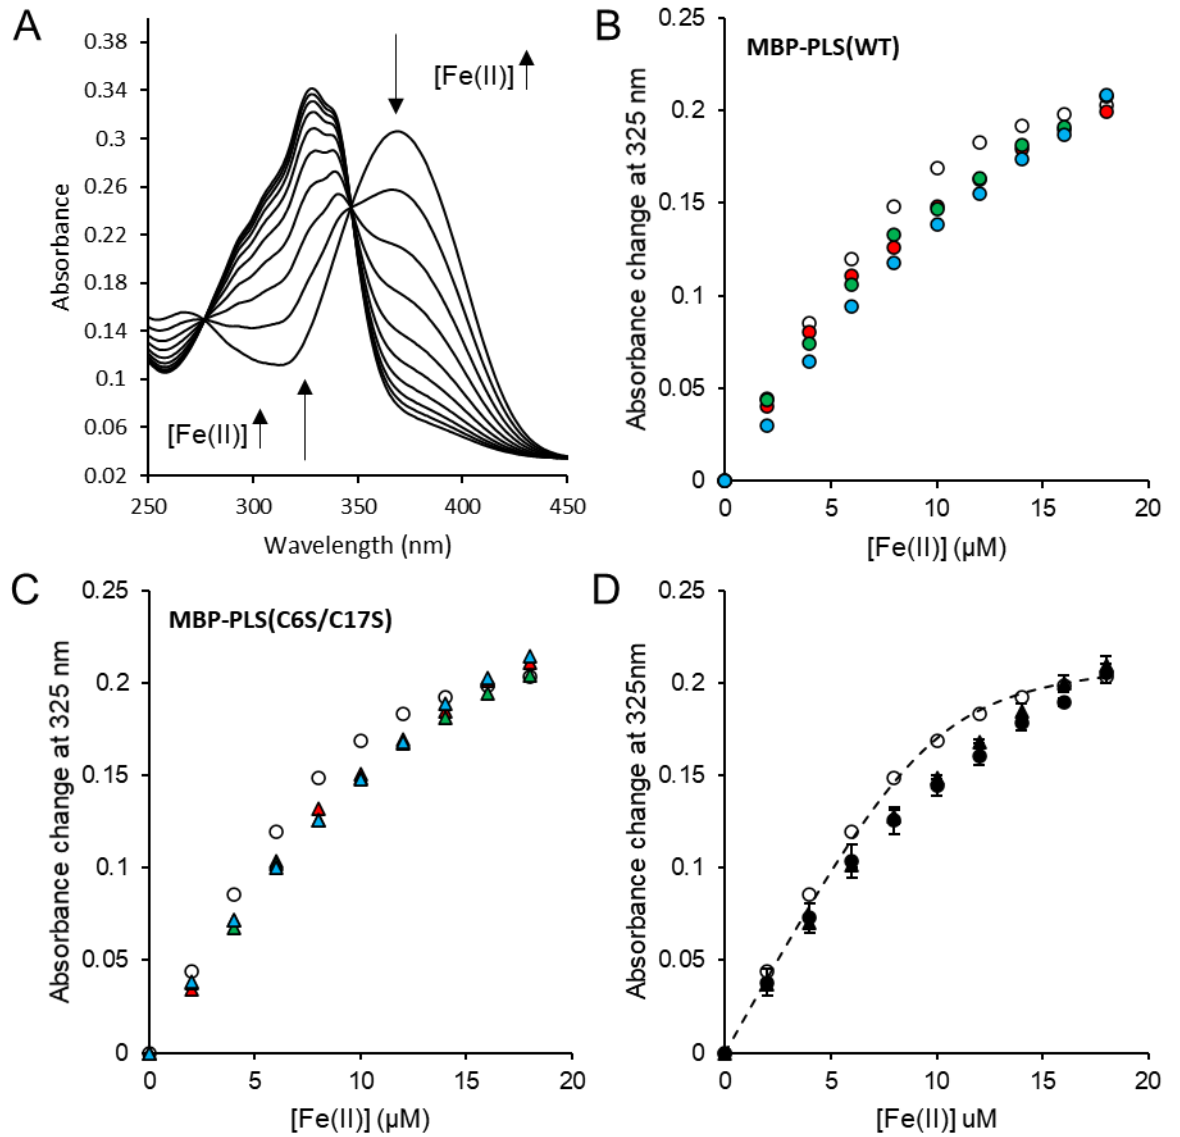 A
0.38
0.34
0.3
0.26
0.22
0.18
0.14
0.1
0.06
0.02
Absorbance
[Fe(II)]
[Fe(II)]
250 300 350 400 450
Wavelength (nm)
B
MBP-PLS(WT)
0.25
0.2
0.15
0.1
0.05
0
Absorbance change at 325 nm
0 5 10 15 20
[Fe(II)] (µM)
C
MBP-PLS(C6S/C17S)
0.25
0.2
0.15
0.1
0.05
0
Absorbance change at 325 nm
0 5 10 15 20
[Fe(II)] (µM)
D
0.25
0.2
0.15
0.1
0.05
0
Absorbance change at 325nm
0 5 10 15 20
[Fe(II)] uM